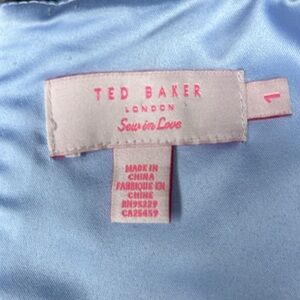 TED BAKER
LONDON
Sew in Love
1
MADE IN
CHINA
FABRIQUE EN
CHINE
RN95229
CA25459